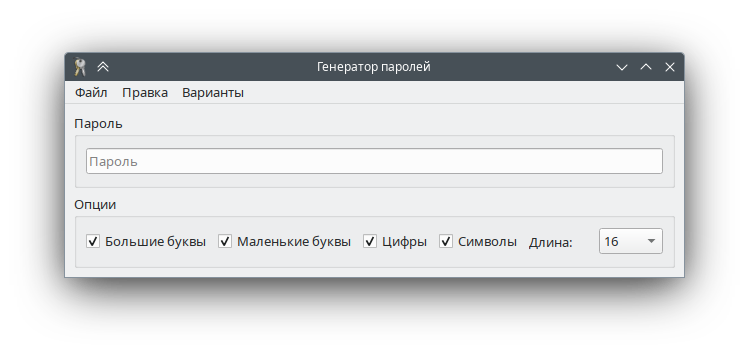 Генератор паролей
Файл Правка Варианты
Пароль
Пароль
Опции
Большие буквы Маленькие буквы Цифры Символы Длина: 16